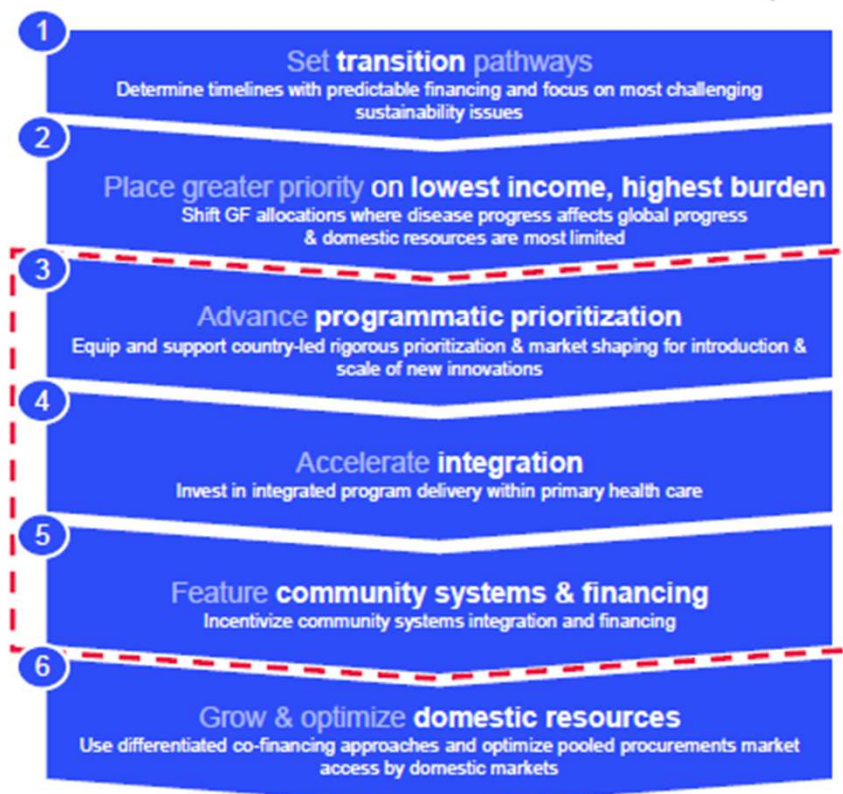 1
Set transition pathways
Determine timelines with predictable financing and focus on most challenging
sustainability issues
2
Place greater priority on lowest income, highest burden
Shift GF allocations where disease progress affects global progress
& domestic resources are most limited
3
Advance programmatic prioritization
Equip and support country-led rigorous prioritization & market shaping for introduction &
scale of new innovations
4
Accelerate integration
Invest in integrated program delivery within primary health care
5
Feature community systems & financing
Incentivize community systems integration and financing
6
Grow & optimize domestic resources
Use differentiated co-financing approaches and optimize pooled procurements market
access by domestic markets